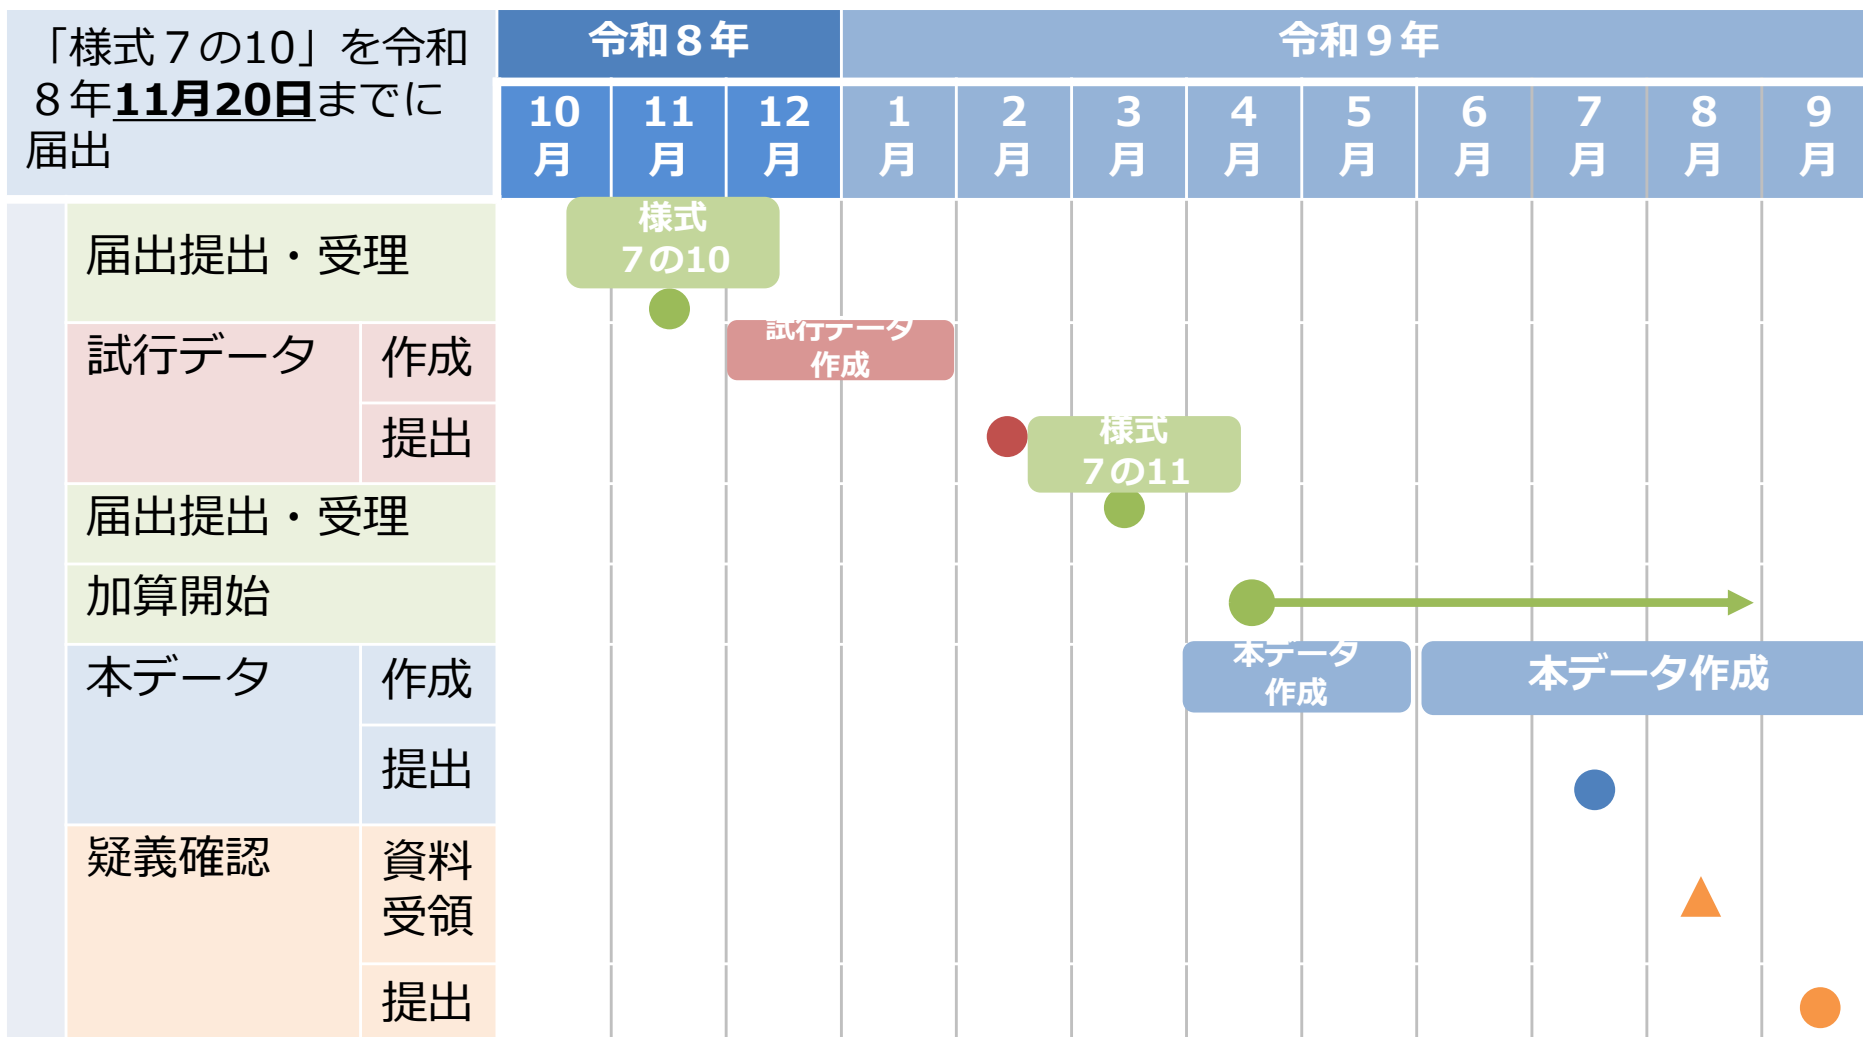 「様式７の10」を令和
８年11月20日までに
届出
令和８年
令和９年
10
月
11
月
12
月
1
月
2
月
3
月
4
月
5
月
6
月
7
月
8
月
9
月
届出提出・受理
様式
７の10
試行データ
作成
試行データ
作成
提出
様式
７の11
届出提出・受理
加算開始
本データ
作成
本データ
作成
本データ作成
提出
疑義確認
資料
受領
提出